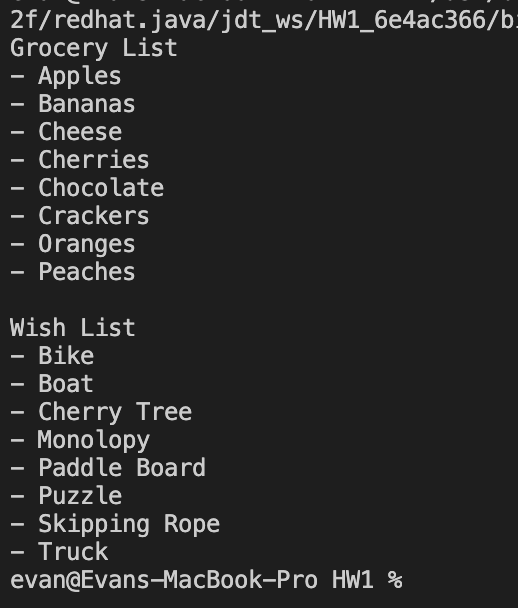 2f/redhat.java/jdt_ws/HW1_6e4ac366/b
Grocery List
– Apples
– Bananas
– Cheese
– Cherries
– Chocolate
– Crackers
– Oranges
– Peaches

Wish List
– Bike
– Boat
– Cherry Tree
– Monolopy
– Paddle Board
– Puzzle
– Skipping Rope
– Truck
evan@Evans-MacBook-Pro HW1 %